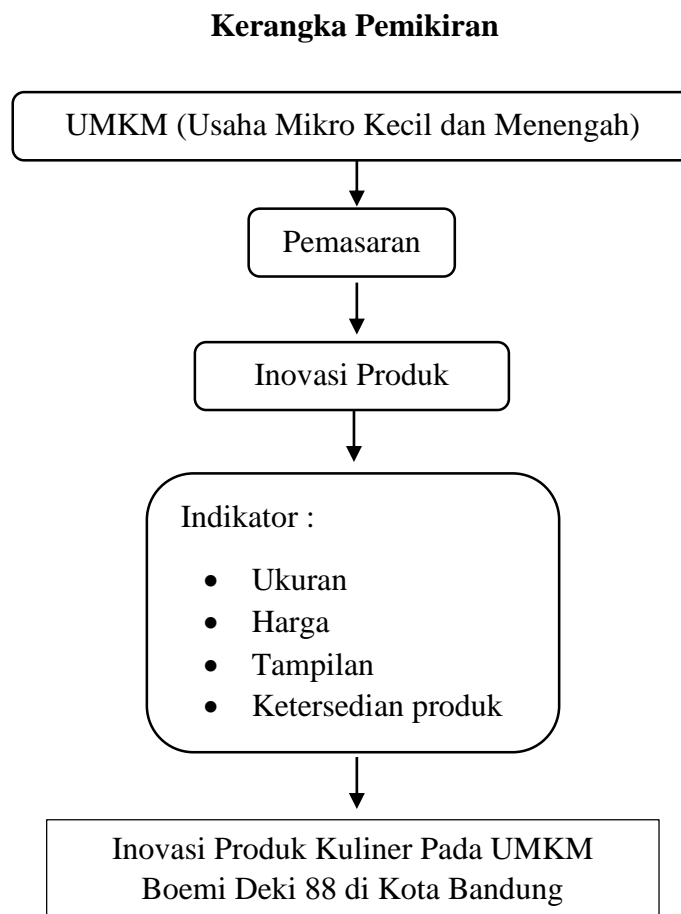 Kerangka Pemikiran
UMKM (Usaha Mikro Kecil dan Menengah)
Pemasaran
Inovasi Produk
Indikator :
• Ukuran
• Harga
• Tampilan
• Ketersedian produk
Inovasi Produk Kuliner Pada UMKM
Boemi Deki 88 di Kota Bandung